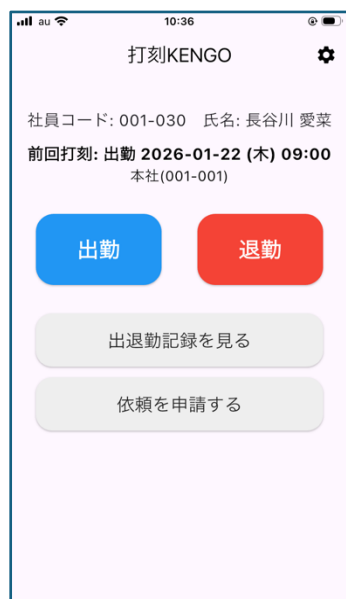 au 10:36
打刻KENGO
社員コード: 001-030 氏名: 長谷川 愛菜
前回打刻: 出勤 2026-01-22 (木) 09:00
本社(001-001)
出勤 退勤
出退勤記録を見る
依頼を申請する